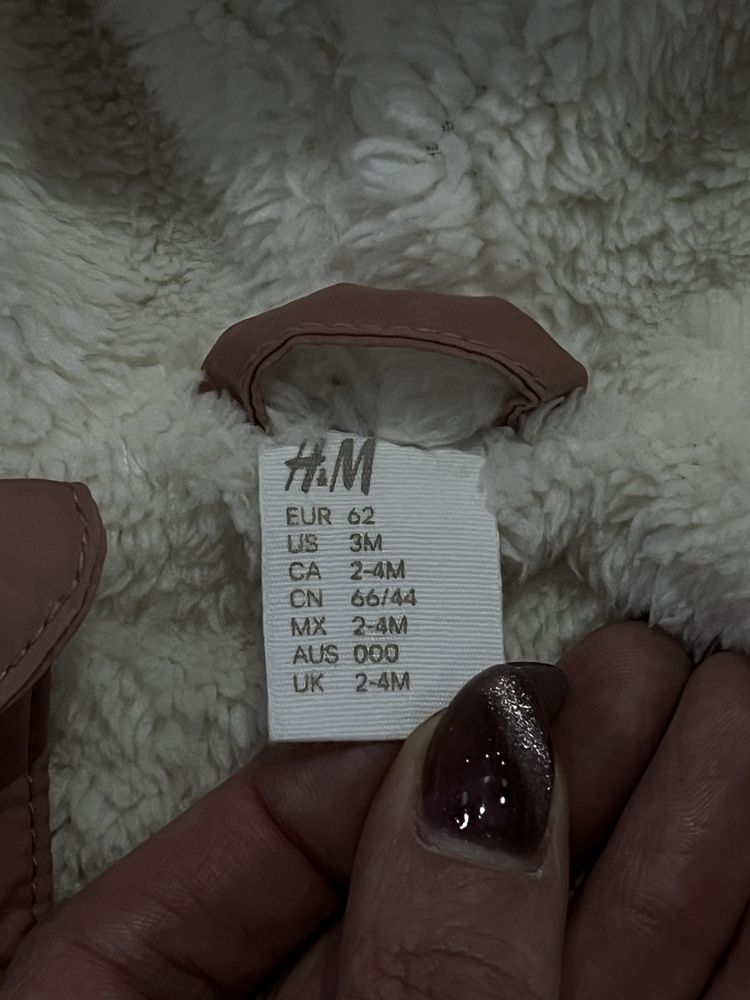 H&M
EUR 62
US 3M
CA 2-4M
CN 66/44
MX 2-4M
AUS 000
UK 2-4M